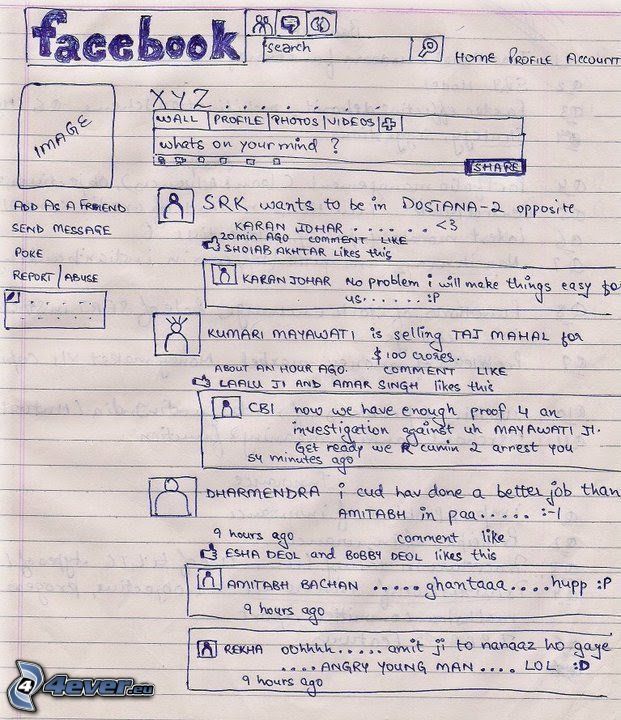 facebook
search
HOME PROFILE ACCOUNT
XYZ . . . . . . . .
WALL PROFILE PHOTOS VIDEOS
whats on your mind ?
SHARE
IMAGE
ADD AS A FRIEND
SEND MESSAGE
POKE
REPORT/ABUSE
SRK wants to be in DOSTANA-2 opposite
KARAN JOHAR . . . . . . <3
20min AGO COMMENT LIKE
SHOIAB AKHTAR likes this
KARAN JOHAR No problem i will make things easy for
us......:P
KUMARI MAYAWATI is selling TAJ MAHAL for
$100 crores.
ABOUT AN HOUR AGO. COMMENT LIKE
LAALU JI AND AMAR SINGH likes this
CBI now we have enough proof 4 an
investigation against uh MAYAWATI JI.
Get ready we R cumin 2 arrest you
54 minutes ago
DHARMENDRA i cud hav done a better job than
AMITABH in paa..... :-|
9 hours ago comment like
ESHA DEOL and BOBBY DEOL likes this
AMITABH BACHAN .....ghantaaa....hupp :P
9 hours ago
REKHA oohhhh.....amit ji to naraaz ho gaye
....ANGRY YOUNG MAN .... LOL :D
9 hours ago
4ever.eu